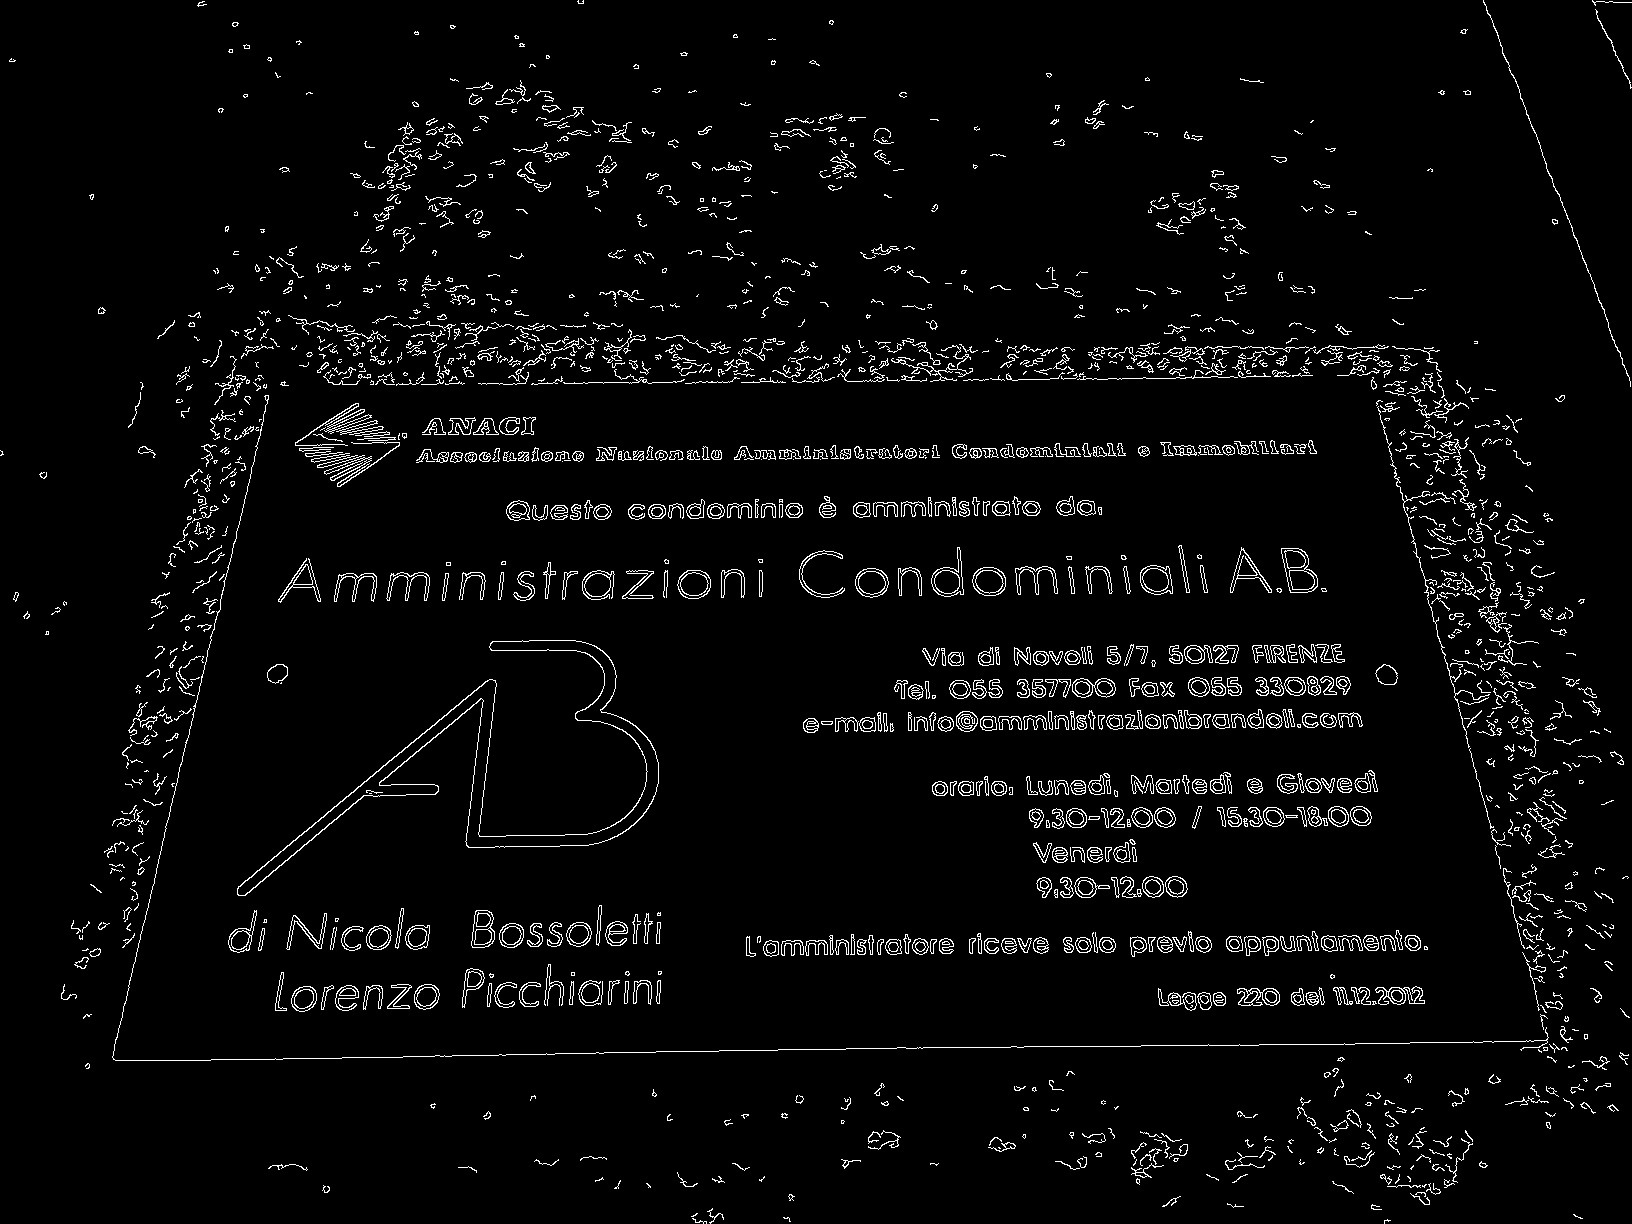 ANACI
Associazione Nazionale Amministratori Condominiali e Immobiliari
Questo condominio è amministrato da:
Amministrazioni Condominiali A.B.
AB
Via di Novoli 5/7, 50127 FIRENZE
Tel. 055 357700 Fax 055 330829
e-mail: info@amministrazionibrandoli.com
orario: Lunedì, Martedì e Giovedì
9:30-12:00 / 15:30-18:00
Venerdì
9:30-12:00
di Nicola Bossoletti
Lorenzo Picchiarini
L'amministratore riceve solo previo appuntamento.
Legge 220 del 11.12.2012